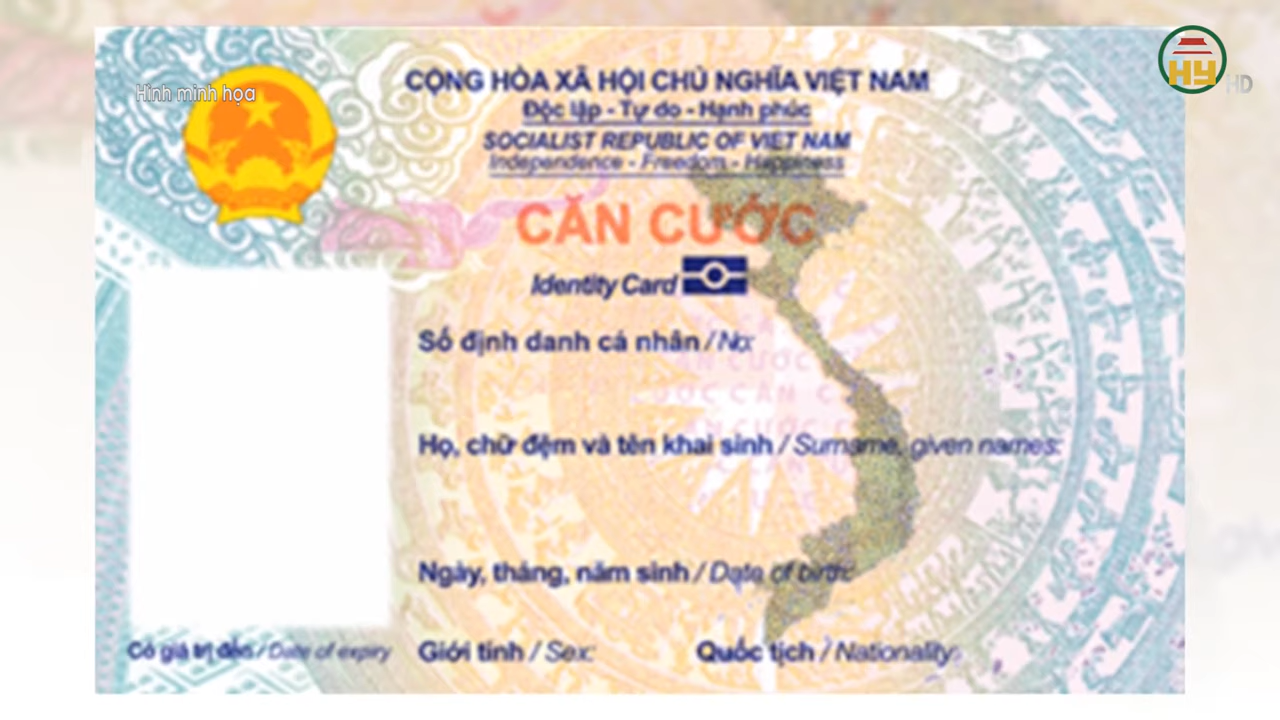 HY HD
Hình minh họa
CỘNG HÒA XÃ HỘI CHỦ NGHĨA VIỆT NAM
Độc lập - Tự do - Hạnh phúc
SOCIALIST REPUBLIC OF VIET NAM
Independence - Freedom - Happiness
CĂN CƯỚC
Identity Card
Số định danh cá nhân / No:
Họ, chữ đệm và tên khai sinh / Surname, given names:
Ngày, tháng, năm sinh / Date of birth:
Có giá trị đến / Date of expiry
Giới tính / Sex:
Quốc tịch / Nationality: